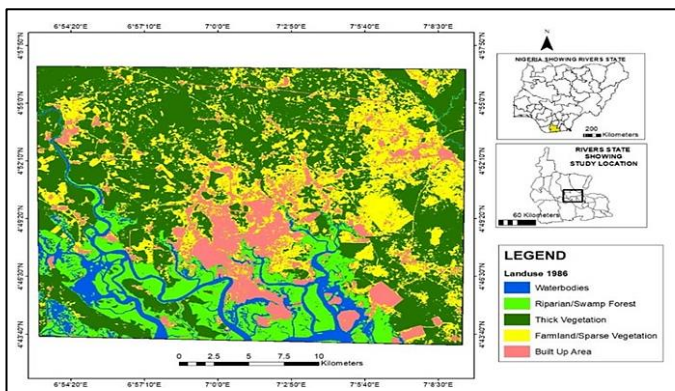 6°54'20"E 6°57'10"E 7°0'0"E 7°2'50"E 7°5'40"E 7°8'30"E
4°57'50"N
4°55'0"N
4°52'10"N
4°49'20"N
4°46'30"N
4°43'40"N
0 2.5 5 7.5 10
Kilometers
6°54'20"E 6°57'10"E 7°0'0"E 7°2'50"E 7°5'40"E 7°8'30"E
N
NIGERIA SHOWING RIVERS STATE
200
Kilometers
RIVERS STATE
SHOWING
STUDY LOCATION
60 Kilometers
LEGEND
Landuse 1986
Waterbodies
Riparian/Swamp Forest
Thick Vegetation
Farmland/Sparse Vegetation
Built Up Area